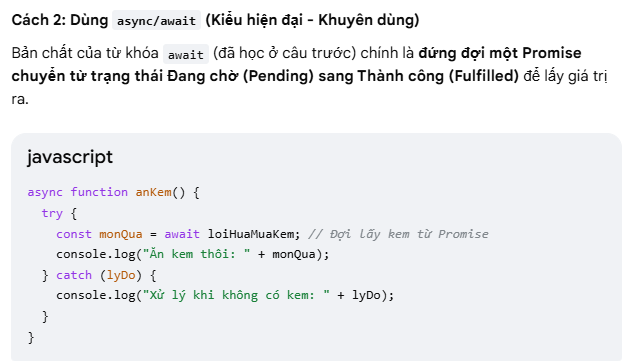 Cách 2: Dùng async/await (Kiểu hiện đại - Khuyên dùng)
Bản chất của từ khóa await (đã học ở câu trước) chính là đứng đợi một Promise
chuyển từ trạng thái Đang chờ (Pending) sang Thành công (Fulfilled) để lấy giá trị
ra.
javascript
async function anKem() {
  try {
    const monQua = await loiHuaMuaKem; // Đợi lấy kem từ Promise
    console.log("Ăn kem thôi: " + monQua);
  } catch (lyDo) {
    console.log("Xử lý khi không có kem: " + lyDo);
  }
}